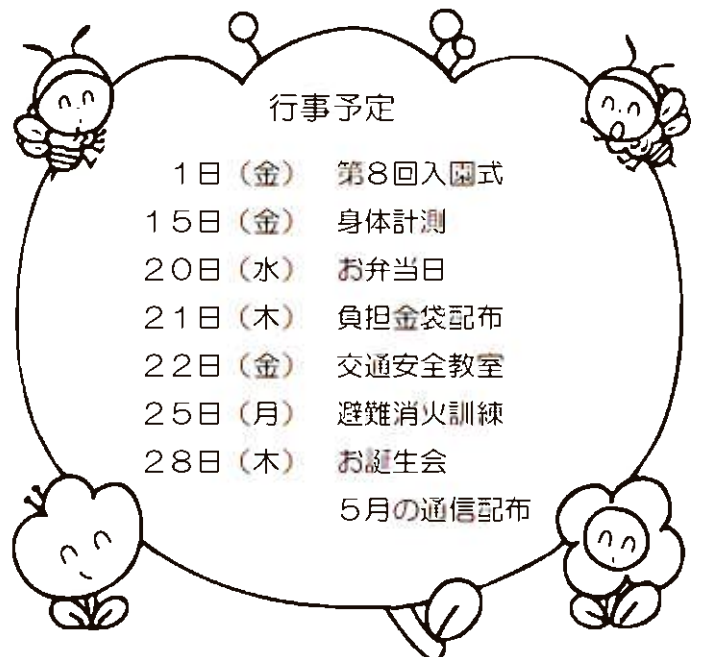 行事予定
1日（金） 第8回入園式
15日（金） 身体計測
20日（水） お弁当日
21日（木） 負担金袋配布
22日（金） 交通安全教室
25日（月） 避難消火訓練
28日（木） お誕生会
5月の通信配布